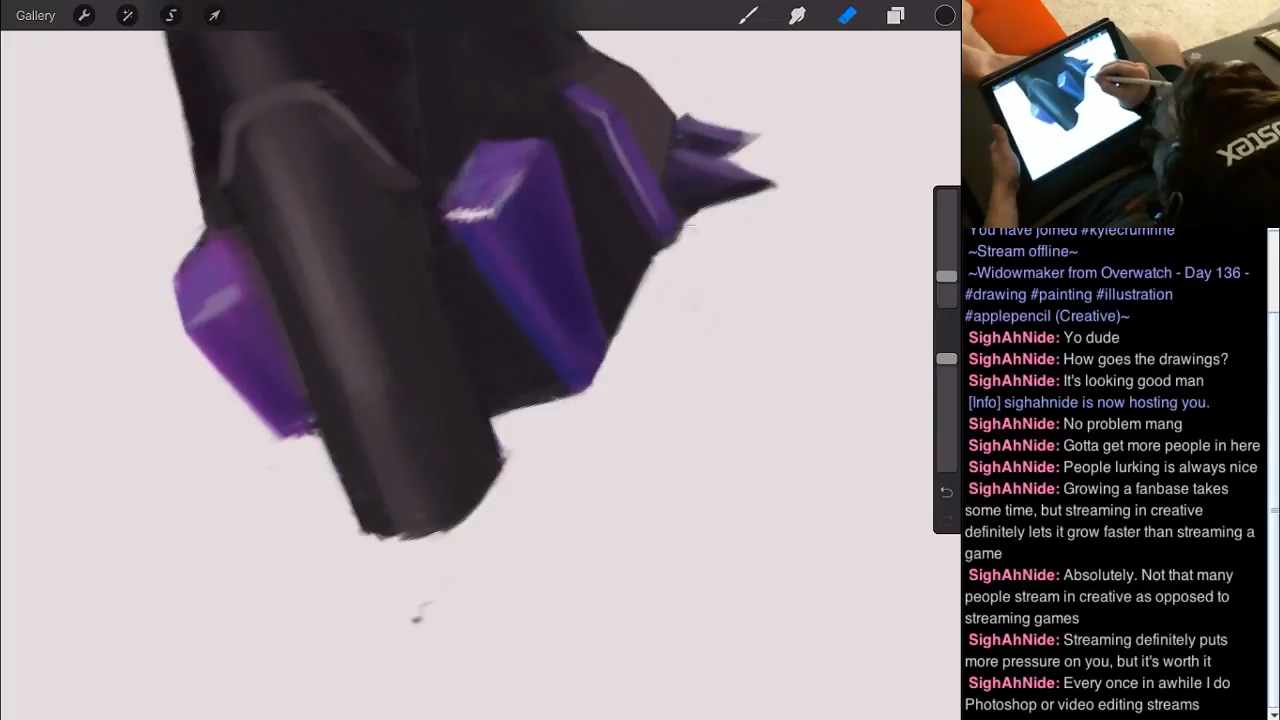 Gallery
ostex
You have joined #kylecrumrine
~Stream offline~
~Widowmaker from Overwatch - Day 136 -
#drawing #painting #illustration
#applepencil (Creative)~
SighAhNide: Yo dude
SighAhNide: How goes the drawings?
SighAhNide: It's looking good man
[Info] sighahnide is now hosting you.
SighAhNide: No problem mang
SighAhNide: Gotta get more people in here
SighAhNide: People lurking is always nice
SighAhNide: Growing a fanbase takes
some time, but streaming in creative
definitely lets it grow faster than streaming a
game
SighAhNide: Absolutely. Not that many
people stream in creative as opposed to
streaming games
SighAhNide: Streaming definitely puts
more pressure on you, but it's worth it
SighAhNide: Every once in awhile I do
Photoshop or video editing streams